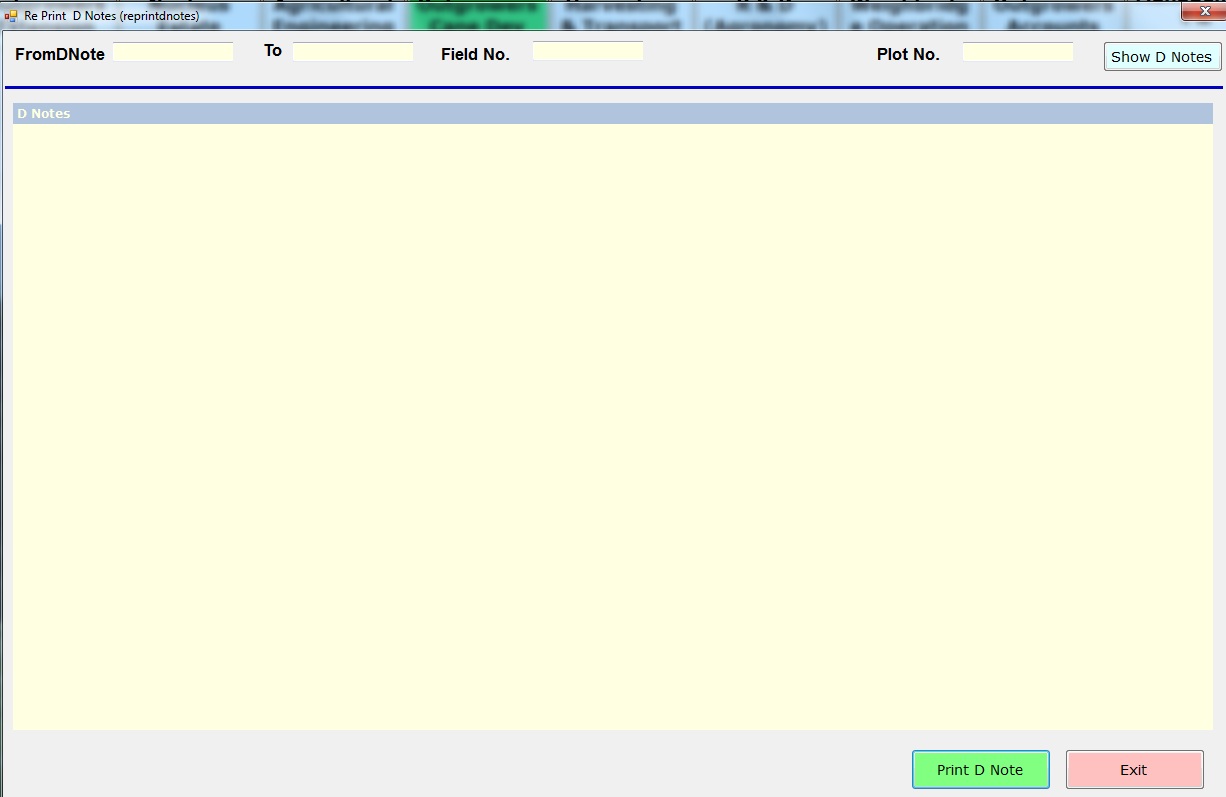 Re Print D Notes (reprintdnotes)
FromDNote To Field No. Plot No. Show D Notes
D Notes
Print D Note Exit